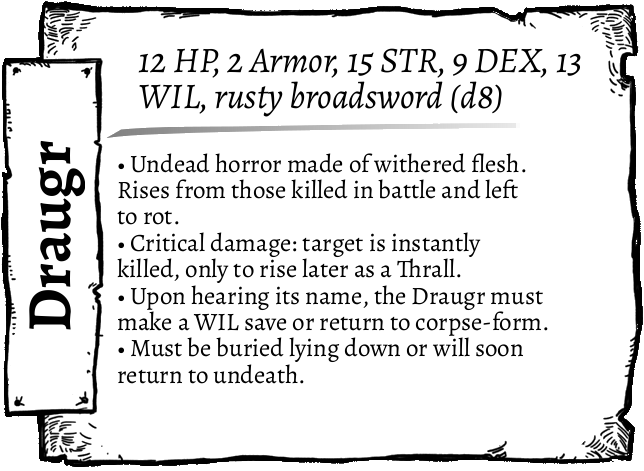 Draugr
12 HP, 2 Armor, 15 STR, 9 DEX, 13
WIL, rusty broadsword (d8)
• Undead horror made of withered flesh.
Rises from those killed in battle and left
to rot.
• Critical damage: target is instantly
killed, only to rise later as a Thrall.
• Upon hearing its name, the Draugr must
make a WIL save or return to corpse-form.
• Must be buried lying down or will soon
return to undeath.